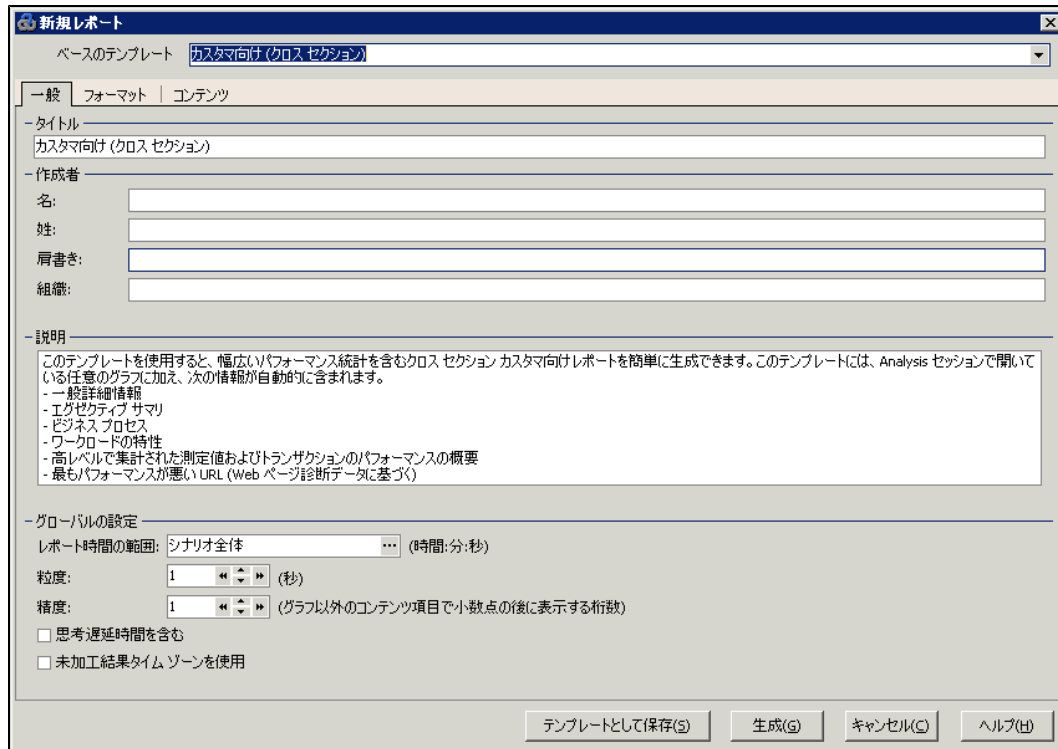 新規レポート
ベースのテンプレート カスタマ向け (クロス セクション)
一般 フォーマット コンテンツ
タイトル
カスタマ向け (クロス セクション)
作成者
名:
姓:
肩書き:
組織:
説明
このテンプレートを使用すると、幅広いパフォーマンス統計を含むクロス セクション カスタマ向けレポートを簡単に生成できます。このテンプレートには、Analysis セッションで開いて
いる任意のグラフに加え、次の情報が自動的に含まれます。
- 一般詳細情報
- エグゼクティブ サマリ
- ビジネス プロセス
- ワークロードの特性
- 高レベルで集計された測定値およびトランザクションのパフォーマンスの概要
- 最もパフォーマンスが悪い URL (Web ページ診断データに基づく)
グローバルの設定
レポート時間の範囲: シナリオ全体 ... (時間:分:秒)
粒度: 1 (秒)
精度: 1 (グラフ以外のコンテンツ項目で小数点の後に表示する桁数)
思考遅延時間を含む
未加工結果タイム ゾーンを使用
テンプレートとして保存(S) 生成(G) キャンセル(C) ヘルプ(H)